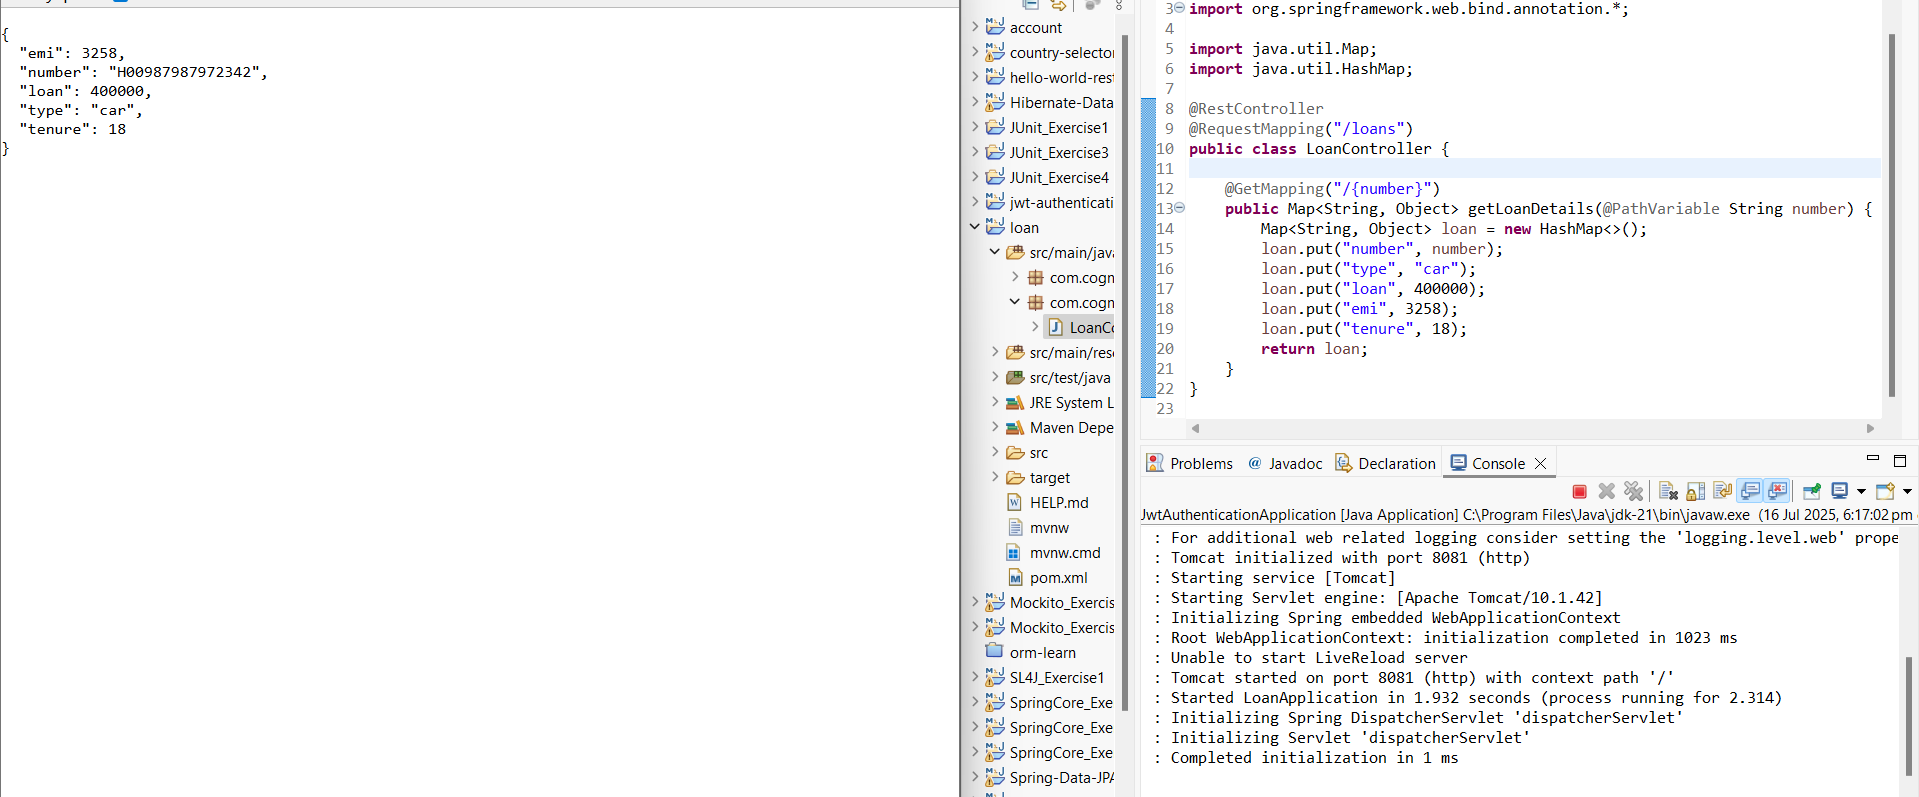 {
"emi": 3258,
"number": "H00987987972342",
"loan": 400000,
"type": "car",
"tenure": 18
}
account
country-selector
hello-world-rest
Hibernate-Data
JUnit_Exercise1
JUnit_Exercise3
JUnit_Exercise4
jwt-authenticati
loan
src/main/java
com.cogn
com.cogn
LoanCo
src/main/reso
src/test/java
JRE System L
Maven Depe
src
target
HELP.md
mvnw
mvnw.cmd
pom.xml
Mockito_Exercis
Mockito_Exercis
orm-learn
SL4J_Exercise1
SpringCore_Exe
SpringCore_Exe
SpringCore_Exe
Spring-Data-JPA
3 import org.springframework.web.bind.annotation.*;
4
5 import java.util.Map;
6 import java.util.HashMap;
7
8 @RestController
9 @RequestMapping("/loans")
10 public class LoanController {
11
12 @GetMapping("/{number}")
13 public Map<String, Object> getLoanDetails(@PathVariable String number) {
14 Map<String, Object> loan = new HashMap<>();
15 loan.put("number", number);
16 loan.put("type", "car");
17 loan.put("loan", 400000);
18 loan.put("emi", 3258);
19 loan.put("tenure", 18);
20 return loan;
21 }
22 }
23
Problems @ Javadoc Declaration Console
JwtAuthenticationApplication [Java Application] C:\Program Files\Java\jdk-21\bin\javaw.exe (16 Jul 2025, 6:17:02 pm
: For additional web related logging consider setting the 'logging.level.web' prope
: Tomcat initialized with port 8081 (http)
: Starting service [Tomcat]
: Starting Servlet engine: [Apache Tomcat/10.1.42]
: Initializing Spring embedded WebApplicationContext
: Root WebApplicationContext: initialization completed in 1023 ms
: Unable to start LiveReload server
: Tomcat started on port 8081 (http) with context path '/'
: Started LoanApplication in 1.932 seconds (process running for 2.314)
: Initializing Spring DispatcherServlet 'dispatcherServlet'
: Initializing Servlet 'dispatcherServlet'
: Completed initialization in 1 ms